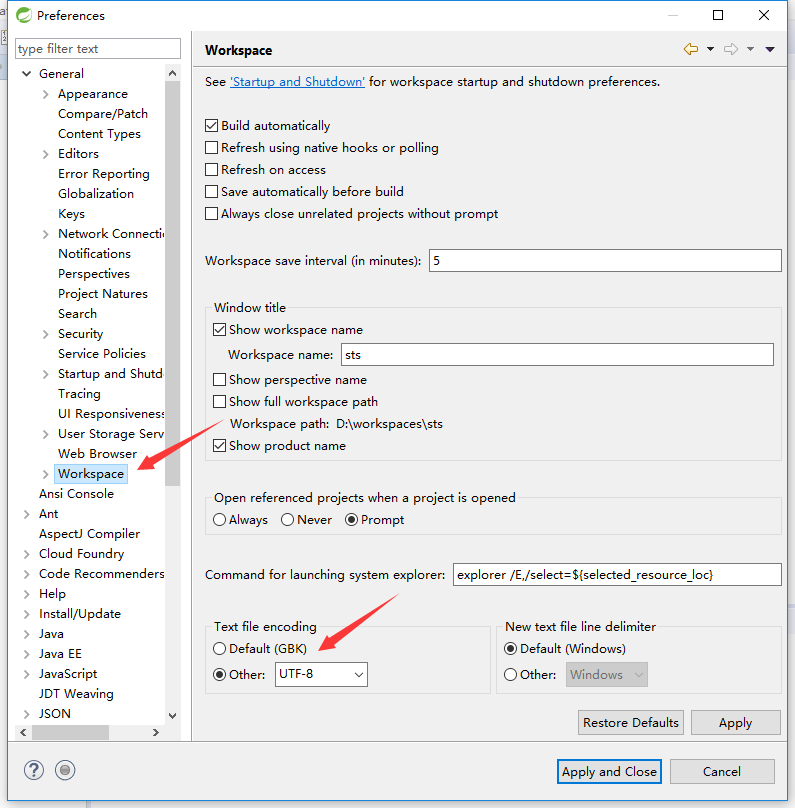 Preferences
type filter text
General
Appearance
Compare/Patch
Content Types
Editors
Error Reporting
Globalization
Keys
Network Connecti
Notifications
Perspectives
Project Natures
Search
Security
Service Policies
Startup and Shutd
Tracing
UI Responsiveness
User Storage Serv
Web Browser
Workspace
Ansi Console
Ant
AspectJ Compiler
Cloud Foundry
Code Recommenders
Help
Install/Update
Java
Java EE
JavaScript
JDT Weaving
JSON
Workspace
See 'Startup and Shutdown' for workspace startup and shutdown preferences.
Build automatically
Refresh using native hooks or polling
Refresh on access
Save automatically before build
Always close unrelated projects without prompt
Workspace save interval (in minutes): 5
Window title
Show workspace name
Workspace name: sts
Show perspective name
Show full workspace path
Workspace path: D:\workspaces\sts
Show product name
Open referenced projects when a project is opened
Always Never Prompt
Command for launching system explorer: explorer /E,/select=${selected_resource_loc}
Text file encoding
Default (GBK)
Other: UTF-8
New text file line delimiter
Default (Windows)
Other: Windows
Restore Defaults Apply
? Apply and Close Cancel